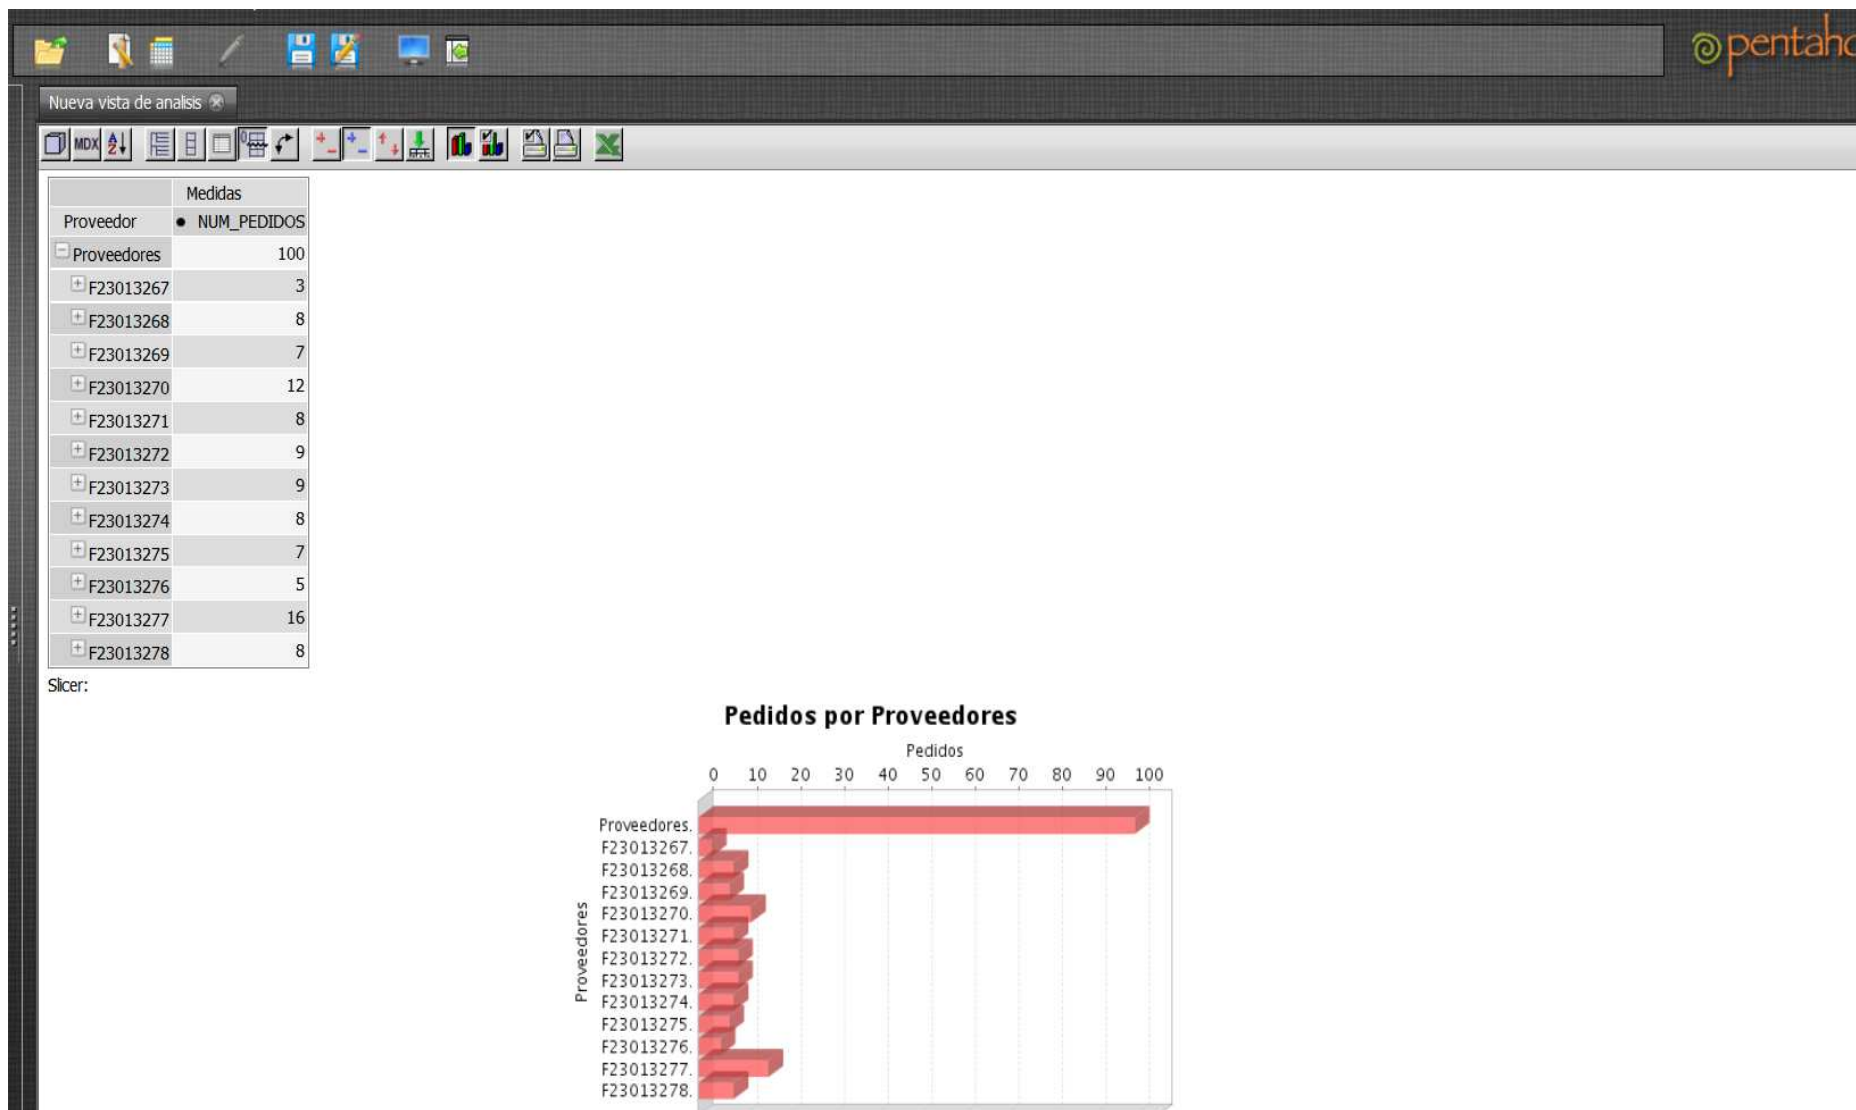 pentaho
Nueva vista de analisis
MDX
Medidas
Proveedor NUM_PEDIDOS
Proveedores 100
F23013267 3
F23013268 8
F23013269 7
F23013270 12
F23013271 8
F23013272 9
F23013273 9
F23013274 8
F23013275 7
F23013276 5
F23013277 16
F23013278 8
Slicer:
Pedidos por Proveedores
Pedidos
0 10 20 30 40 50 60 70 80 90 100
Proveedores
Proveedores.
F23013267.
F23013268.
F23013269.
F23013270.
F23013271.
F23013272.
F23013273.
F23013274.
F23013275.
F23013276.
F23013277.
F23013278.